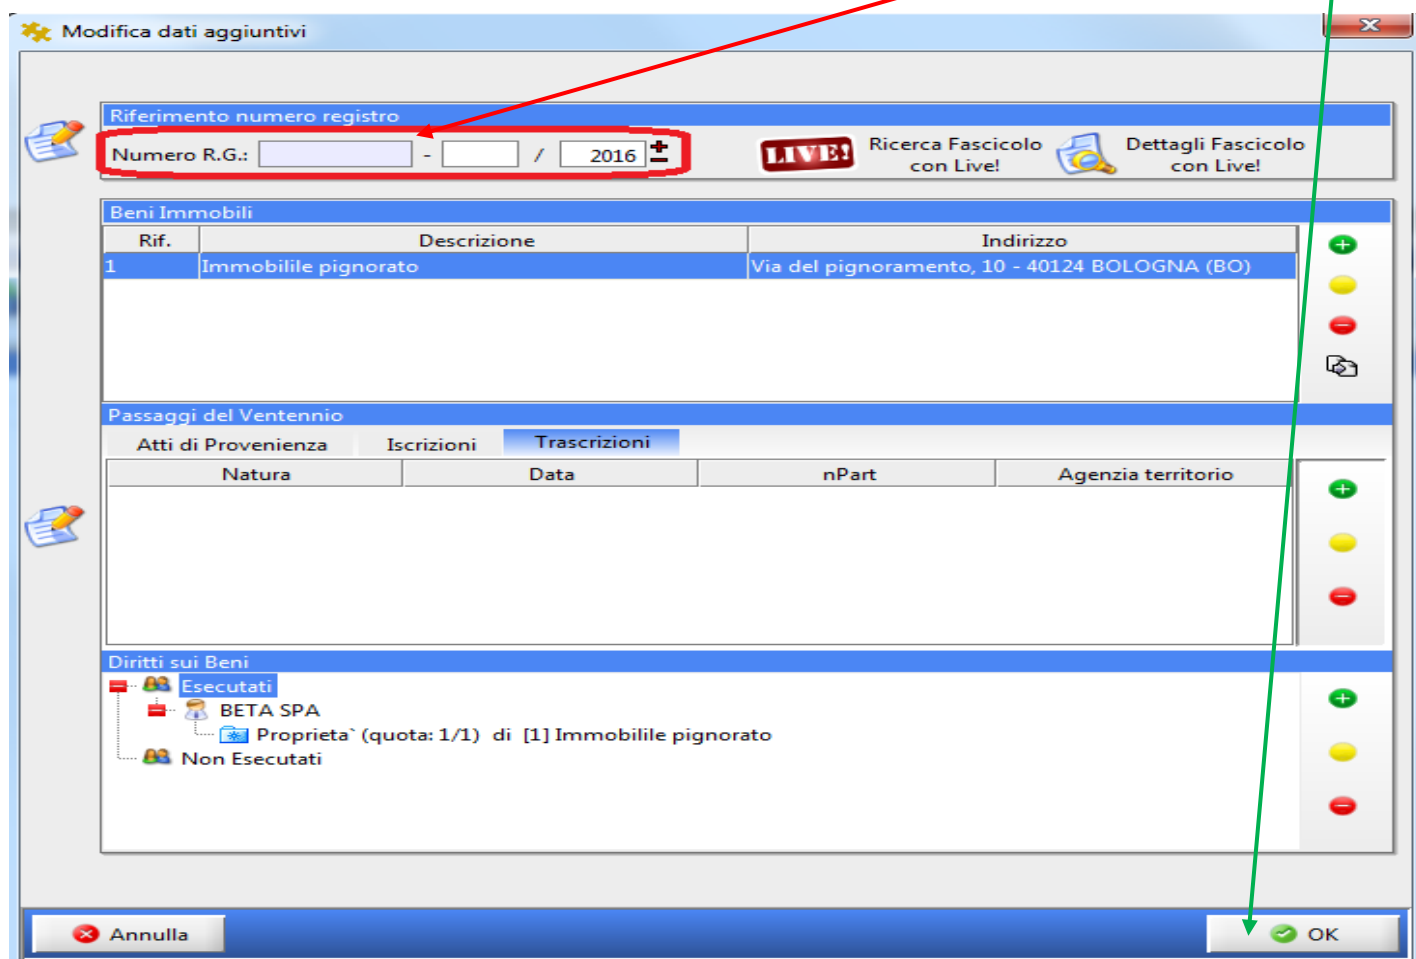 Modifica dati aggiuntivi
Riferimento numero registro
Numero R.G.: - / 2016
LIVE!
Ricerca Fascicolo
con Live!
Dettagli Fascicolo
con Live!
Beni Immobili
Rif. Descrizione Indirizzo
1 Immobilile pignorato Via del pignoramento, 10 - 40124 BOLOGNA (BO)
Passaggi del Ventennio
Atti di Provenienza Iscrizioni Trascrizioni
Natura Data nPart Agenzia territorio
Diritti sui Beni
Esecutati
BETA SPA
Proprieta` (quota: 1/1) di [1] Immobilile pignorato
Non Esecutati
Annulla OK